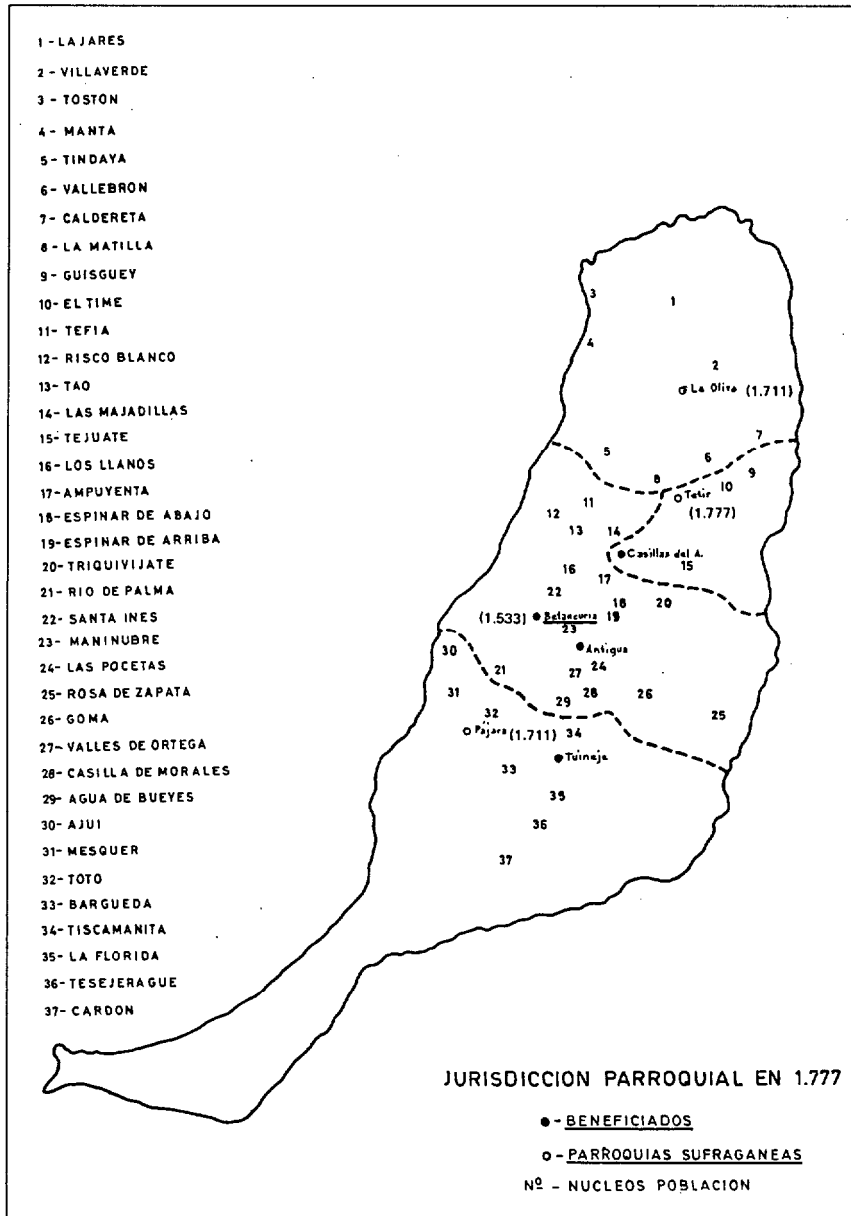 1 - LAJARES
2 - VILLAVERDE
3 - TOSTON
4 - MANTA
5 - TINDAYA
6 - VALLEBRON
7 - CALDERETA
8 - LA MATILLA
9 - GUISGUEY
10 - EL TIME
11 - TEFIA
12 - RISCO BLANCO
13 - TAO
14 - LAS MAJADILLAS
15 - TEJUATE
16 - LOS LLANOS
17 - AMPUYENTA
18 - ESPINAR DE ABAJO
19 - ESPINAR DE ARRIBA
20 - TRIQUIVIJATE
21 - RIO DE PALMA
22 - SANTA INES
23 - MANINUBRE
24 - LAS POCETAS
25 - ROSA DE ZAPATA
26 - GOMA
27 - VALLES DE ORTEGA
28 - CASILLA DE MORALES
29 - AGUA DE BUEYES
30 - AJUI
31 - MESQUER
32 - TOTO
33 - BARGUEDA
34 - TISCAMANITA
35 - LA FLORIDA
36 - TESEJERAGUE
37 - CARDON
3
1
4
2
La Oliva (1.711)
7
5
6
8
9
10
Tetir
(1.777)
11
12
13
14
Casillas del A.
15
16
17
22
18
20
(1.533) Betancuria
19
23
30
Antigua
21
24
27
31
28
26
29
32
25
Pájara (1.711)
34
Tuineje
33
35
36
37
JURISDICCION PARROQUIAL EN 1.777
- BENEFICIADOS
- PARROQUIAS SUFRAGANEAS
Nº - NUCLEOS POBLACION